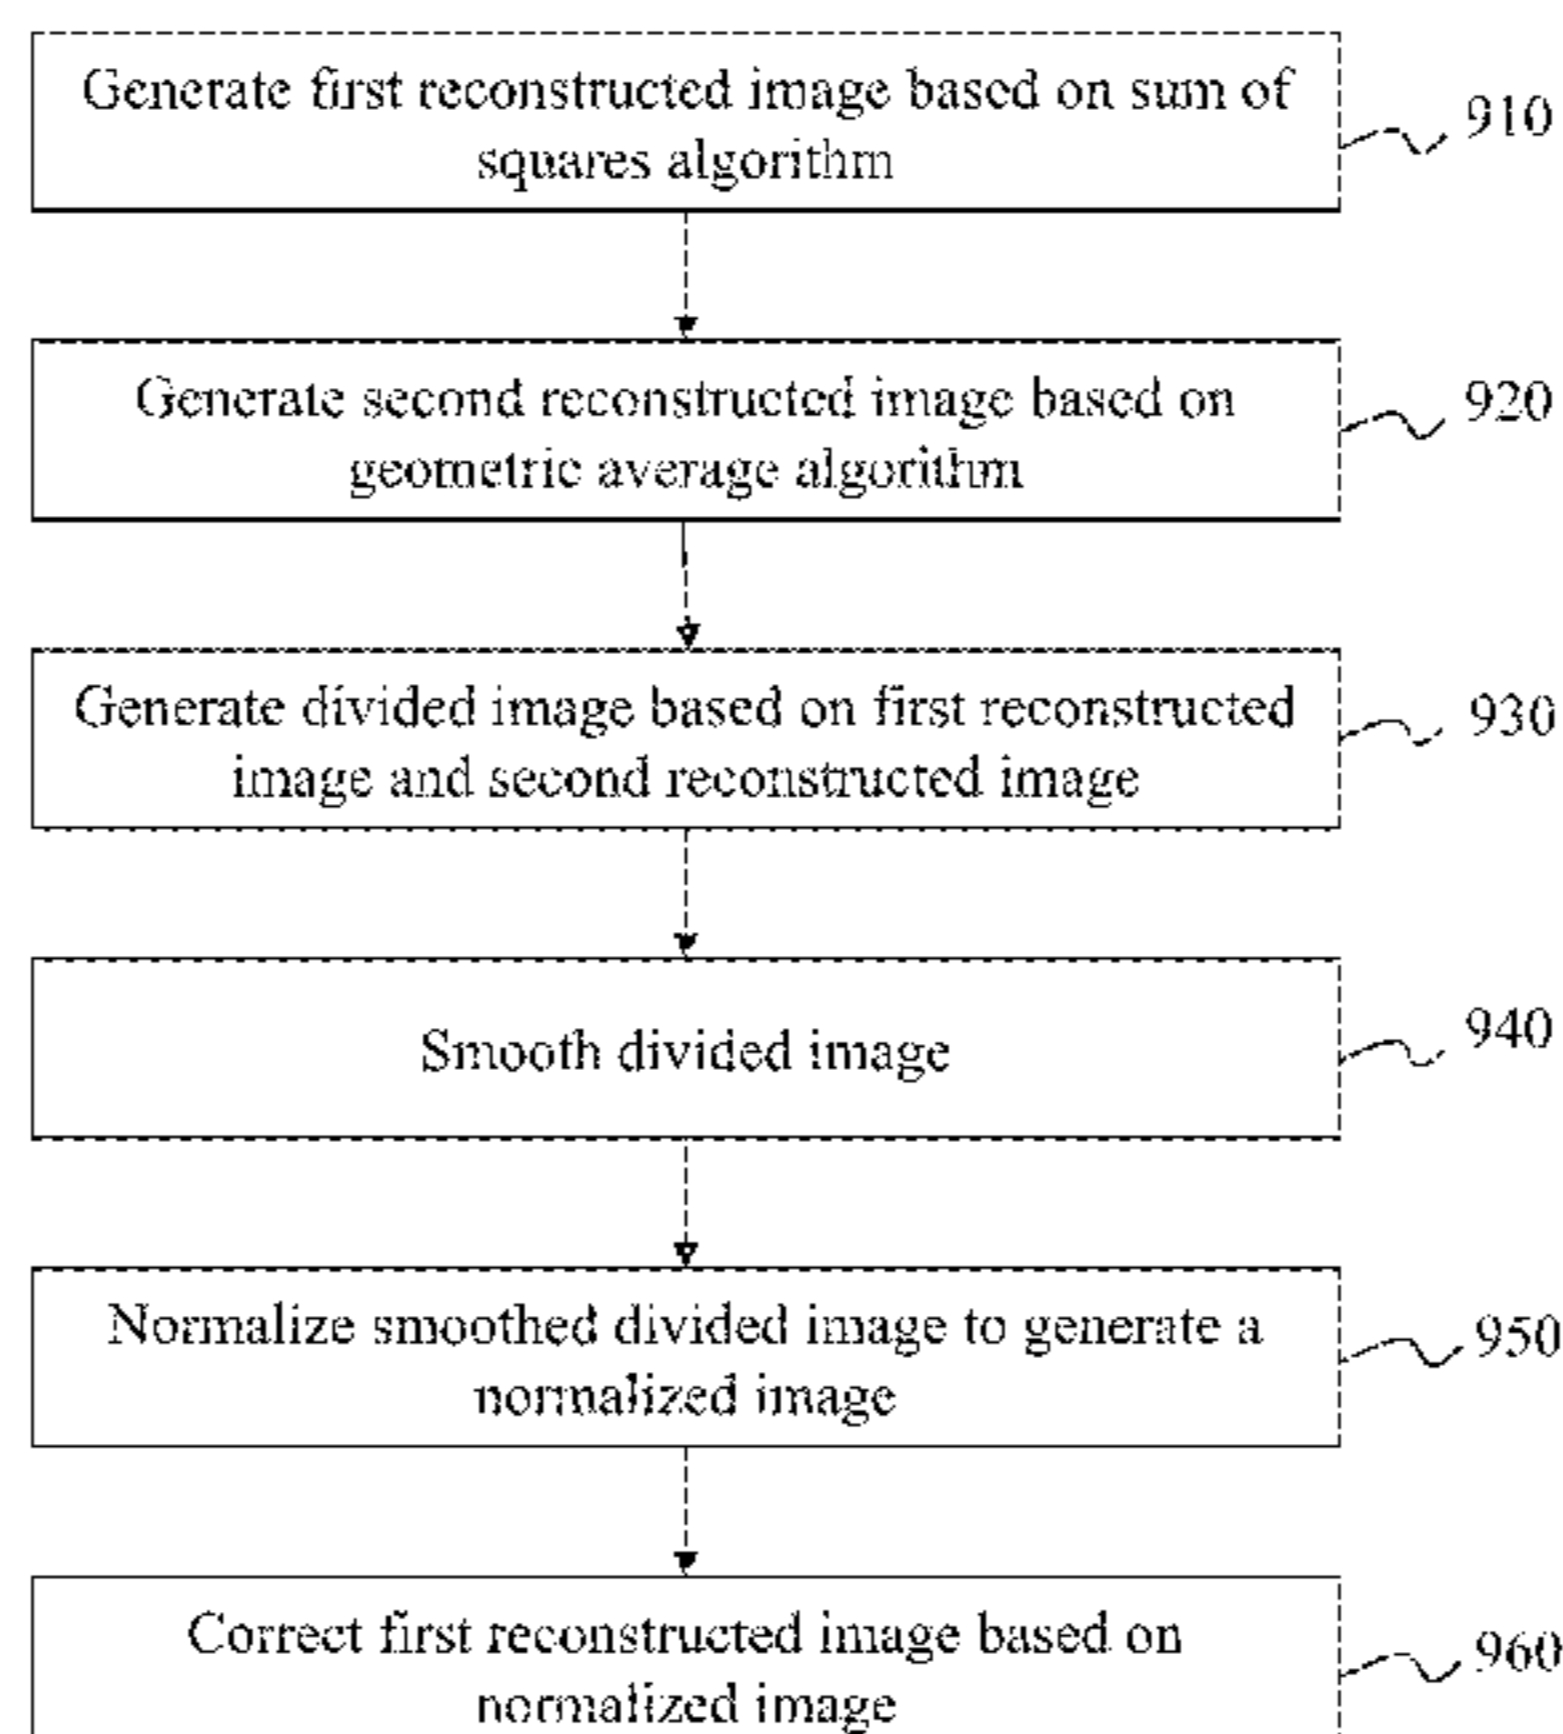 Generate first reconstructed image based on sum of
squares algorithm
910
Generate second reconstructed image based on
geometric average algorithm
920
Generate divided image based on first reconstructed
image and second reconstructed image
930
Smooth divided image
940
Normalize smoothed divided image to generate a
normalized image
950
Correct first reconstructed image based on
normalized image
960